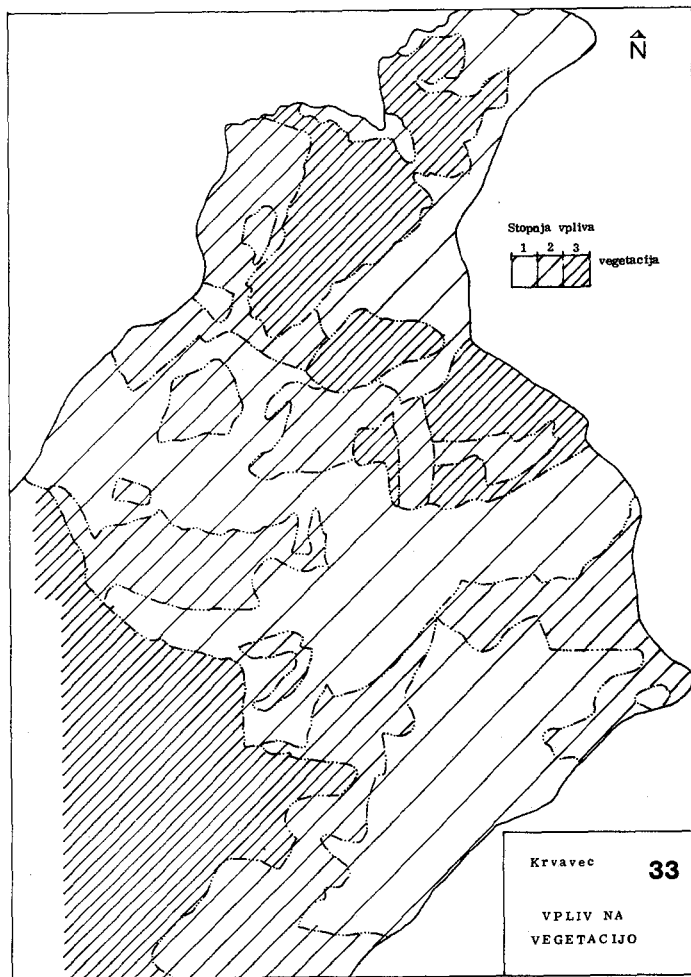 N
Stopnja vpliva
1 2 3
vegetacija
Krvavec 33
VPLIV NA
VEGETACIJO